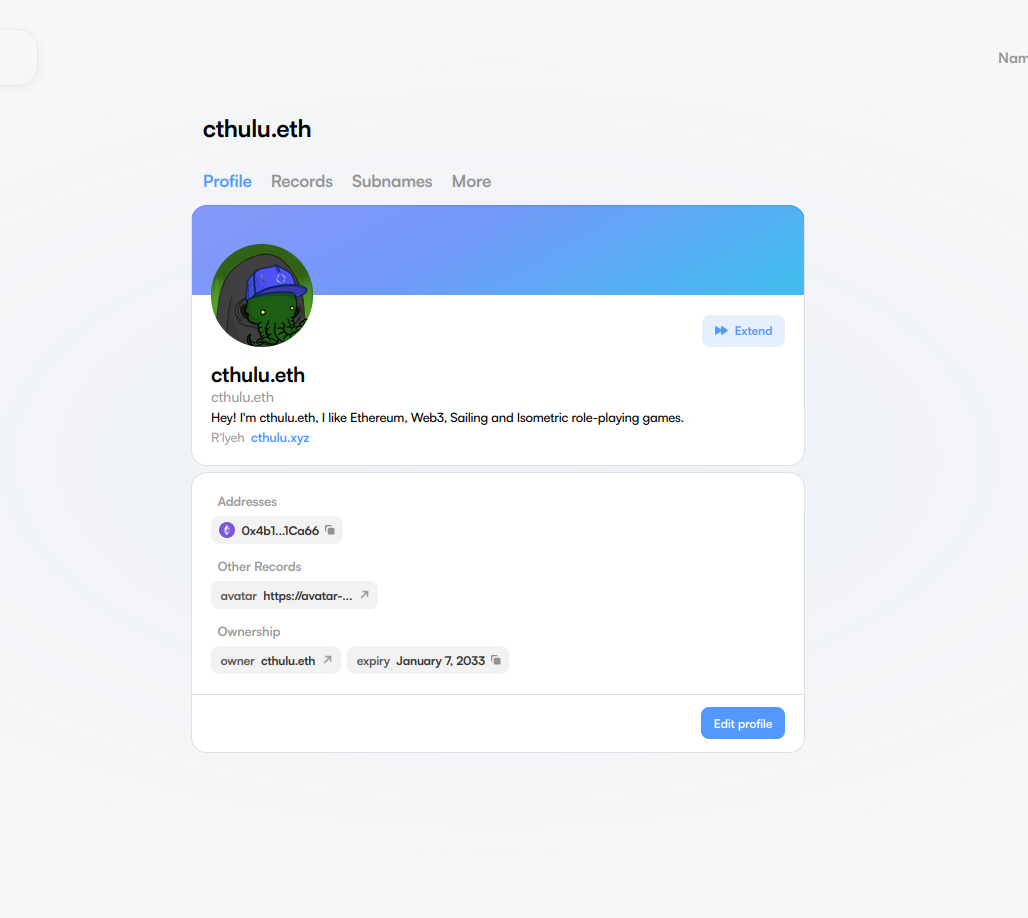 Nam
cthulu.eth
Profile Records Subnames More
Extend
cthulu.eth
cthulu.eth
Hey! I'm cthulu.eth, I like Ethereum, Web3, Sailing and Isometric role-playing games.
R'lyeh cthulu.xyz
Addresses
0x4b1...1Ca66
Other Records
avatar https://avatar-...
Ownership
owner cthulu.eth expiry January 7, 2033
Edit profile